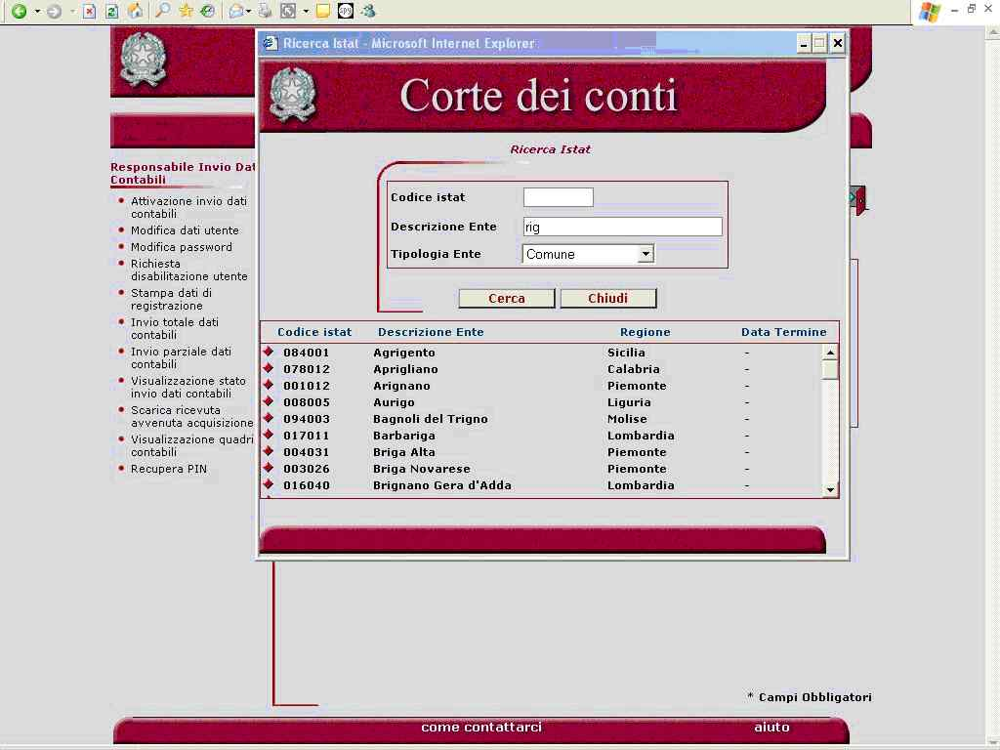 Ricerca Istat - Microsoft Internet Explorer
Corte dei conti
Ricerca Istat
Codice istat
Descrizione Ente rig
Tipologia Ente Comune
Cerca Chiudi
Codice istat Descrizione Ente Regione Data Termine
084001 Agrigento Sicilia -
078012 Aprigliano Calabria -
001012 Arignano Piemonte -
008005 Aurigo Liguria -
094003 Bagnoli del Trigno Molise -
017011 Barbariga Lombardia -
004031 Briga Alta Piemonte -
003026 Briga Novarese Piemonte -
016040 Brignano Gera d'Adda Lombardia -
Responsabile Invio Dat
Contabili
Attivazione invio dati
contabili
Modifica dati utente
Modifica password
Richiesta
disabilitazione utente
Stampa dati di
registrazione
Invio totale dati
contabili
Invio parziale dati
contabili
Visualizzazione stato
invio dati contabili
Scarica ricevuta
avvenuta acquisizione
Visualizzazione quadri
contabili
Recupera PIN
* Campi Obbligatori
come contattarci aiuto